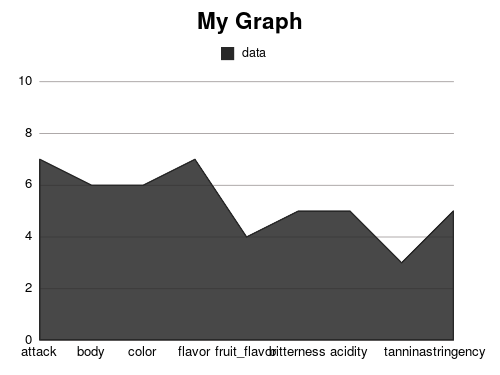 My Graph
data
10
8
6
4
2
0
attack body color flavor fruit_flavor bitterness acidity tannin astringency